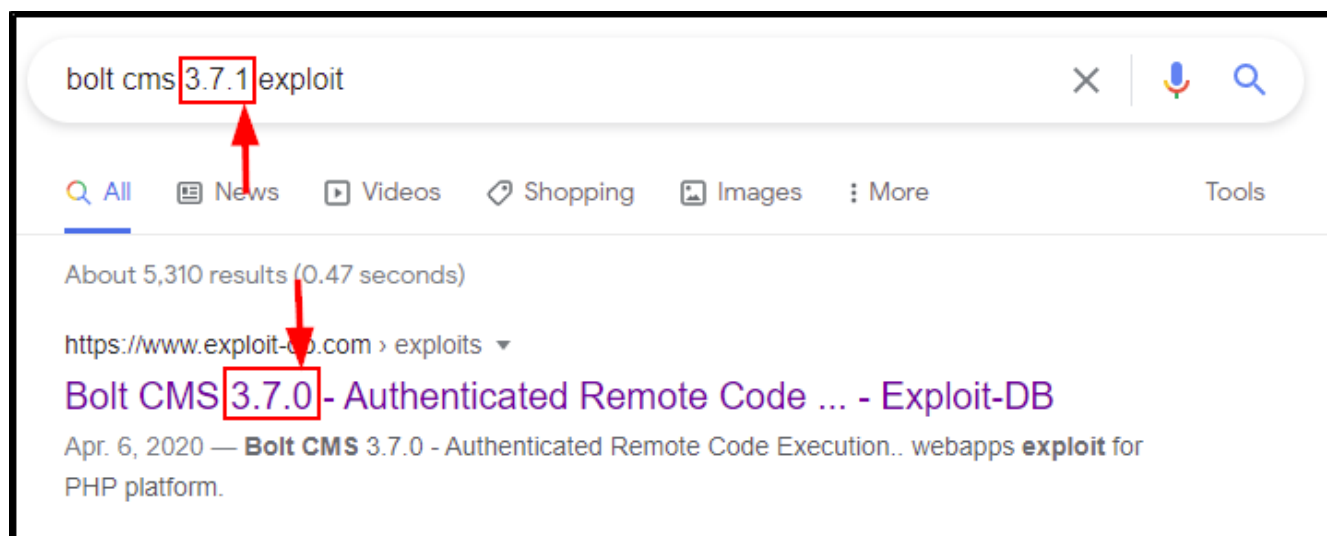 bolt cms 3.7.1 exploit
All News Videos Shopping Images More Tools
About 5,310 results (0.47 seconds)
https://www.exploit-db.com › exploits
Bolt CMS 3.7.0 - Authenticated Remote Code ... - Exploit-DB
Apr. 6, 2020 — Bolt CMS 3.7.0 - Authenticated Remote Code Execution.. webapps exploit for
PHP platform.